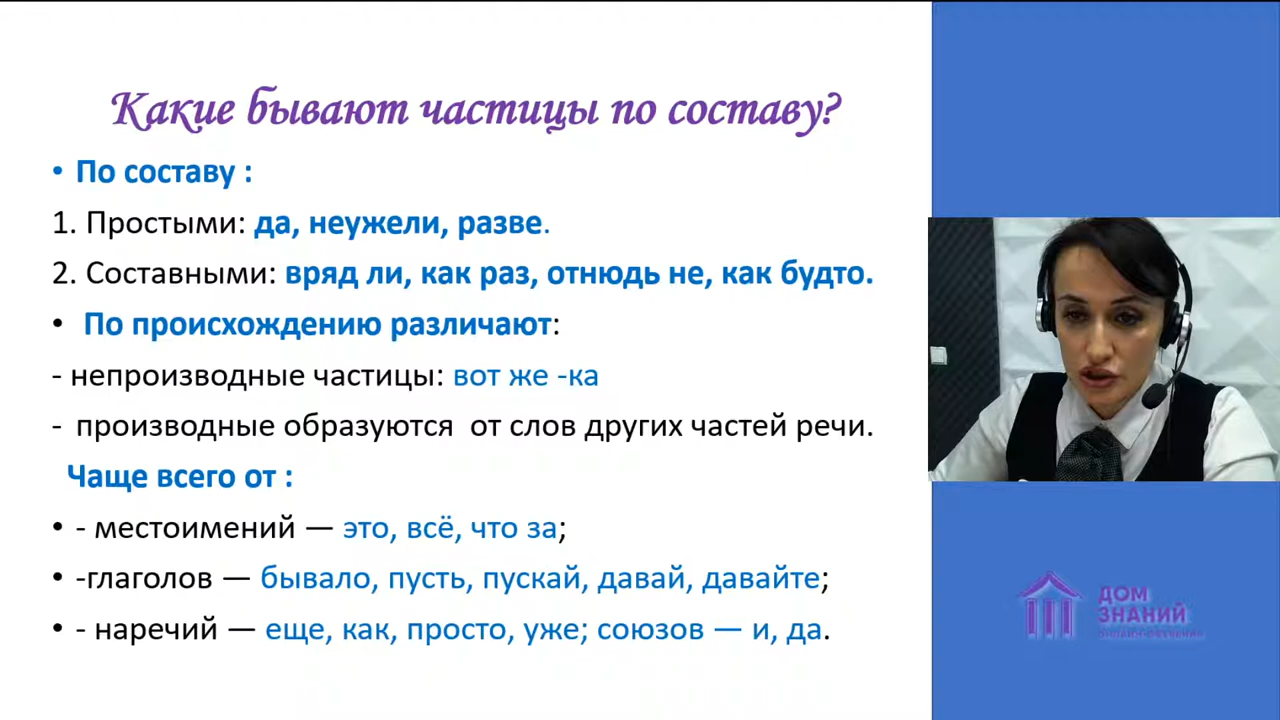 Какие бывают частицы по составу?
• По составу :
1. Простыми: да, неужели, разве.
2. Составными: вряд ли, как раз, отнюдь не, как будто.
• По происхождению различают:
- непроизводные частицы: вот же -ка
- производные образуются от слов других частей речи.
Чаще всего от :
• - местоимений — это, всё, что за;
• -глаголов — бывало, пусть, пускай, давай, давайте;
• - наречий — еще, как, просто, уже; союзов — и, да.
ДОМ
ЗНАНИЙ